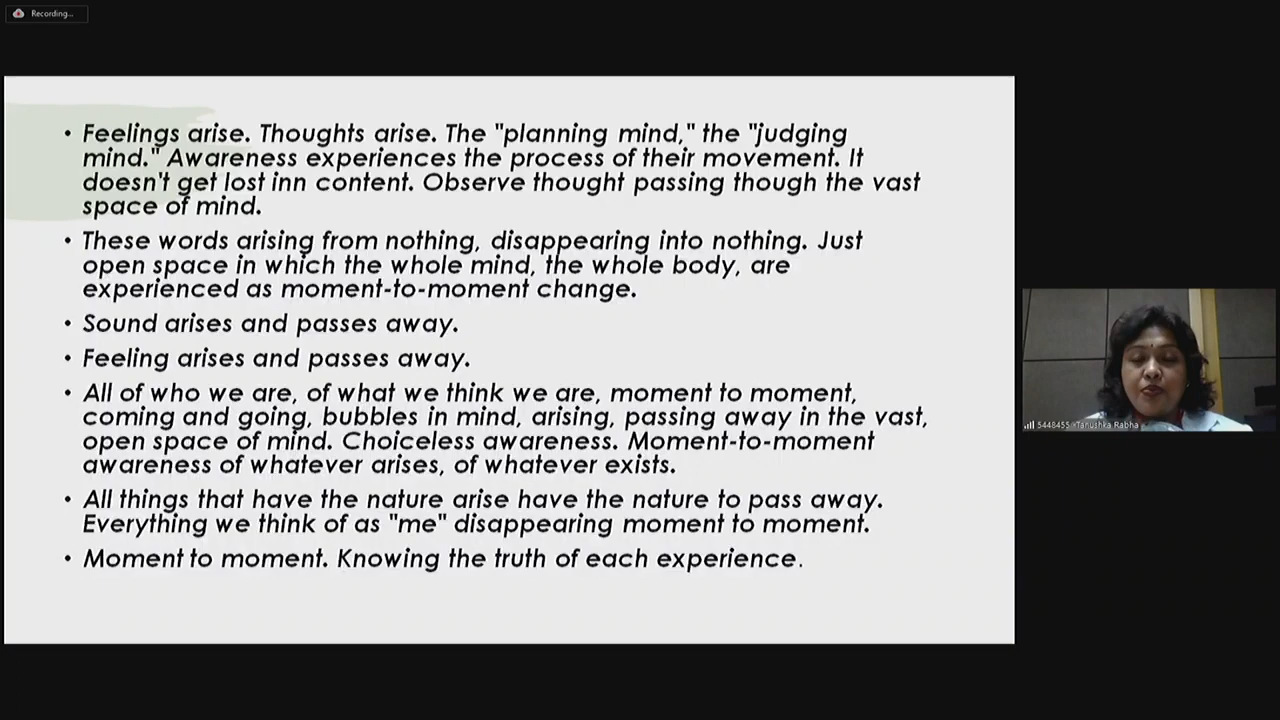 Recording...
• Feelings arise. Thoughts arise. The "planning mind," the "judging
mind." Awareness experiences the process of their movement. It
doesn't get lost inn content. Observe thought passing though the vast
space of mind.
• These words arising from nothing, disappearing into nothing. Just
open space in which the whole mind, the whole body, are
experienced as moment-to-moment change.
• Sound arises and passes away.
• Feeling arises and passes away.
• All of who we are, of what we think we are, moment to moment,
coming and going, bubbles in mind, arising, passing away in the vast,
open space of mind. Choiceless awareness. Moment-to-moment
awareness of whatever arises, of whatever exists.
• All things that have the nature arise have the nature to pass away.
Everything we think of as "me" disappearing moment to moment.
• Moment to moment. Knowing the truth of each experience.
5448455 Tanushka Rabha